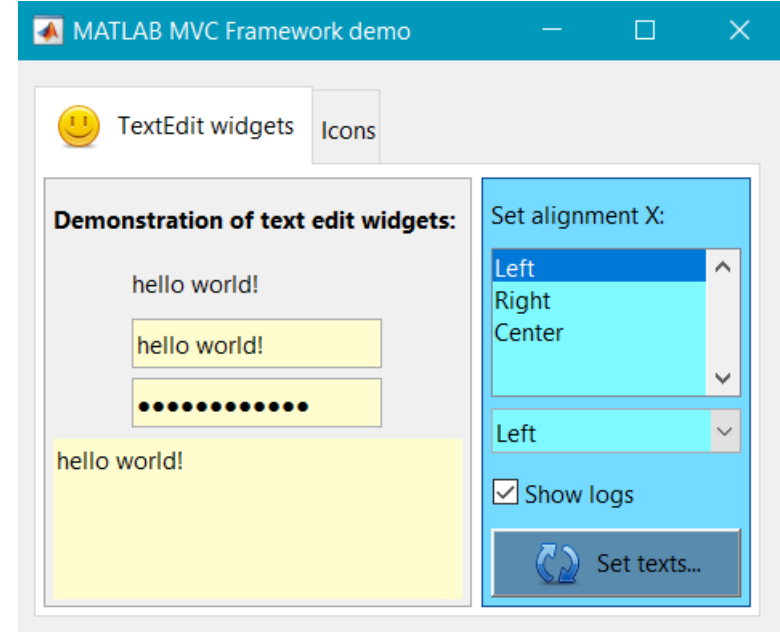 MATLAB MVC Framework demo
TextEdit widgets
Icons
Demonstration of text edit widgets:
hello world!
hello world!
●●●●●●●●●●●●
hello world!
Set alignment X:
Left
Right
Center
Left
Show logs
Set texts...